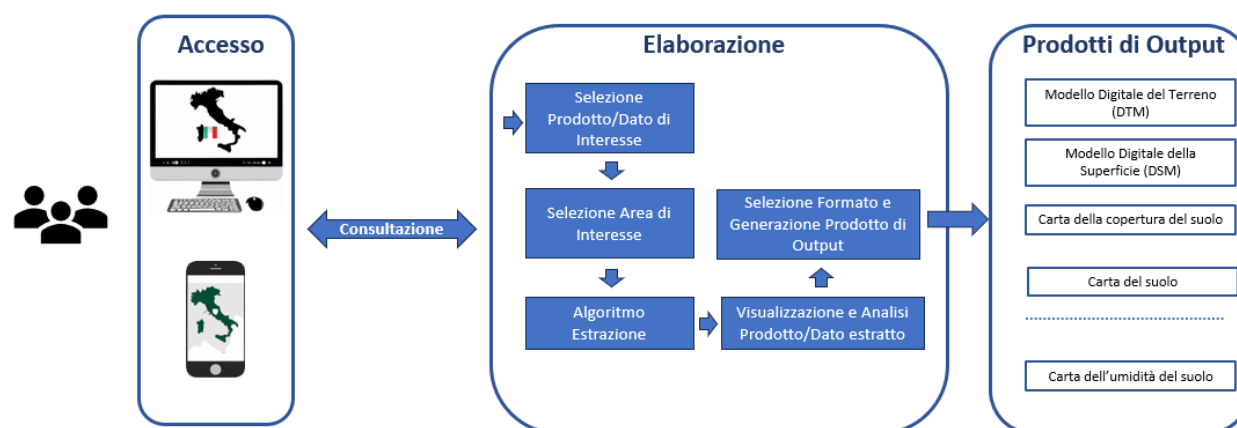 Accesso
Consultazione
Elaborazione
Selezione
Prodotto/Dato di
Interesse
Selezione Area di
Interesse
Algoritmo
Estrazione
Visualizzazione e Analisi
Prodotto/Dato estratto
Selezione Formato e
Generazione Prodotto di
Output
Prodotti di Output
Modello Digitale del Terreno
(DTM)
Modello Digitale della
Superficie (DSM)
Carta della copertura del suolo
Carta del suolo
Carta dell'umidità del suolo